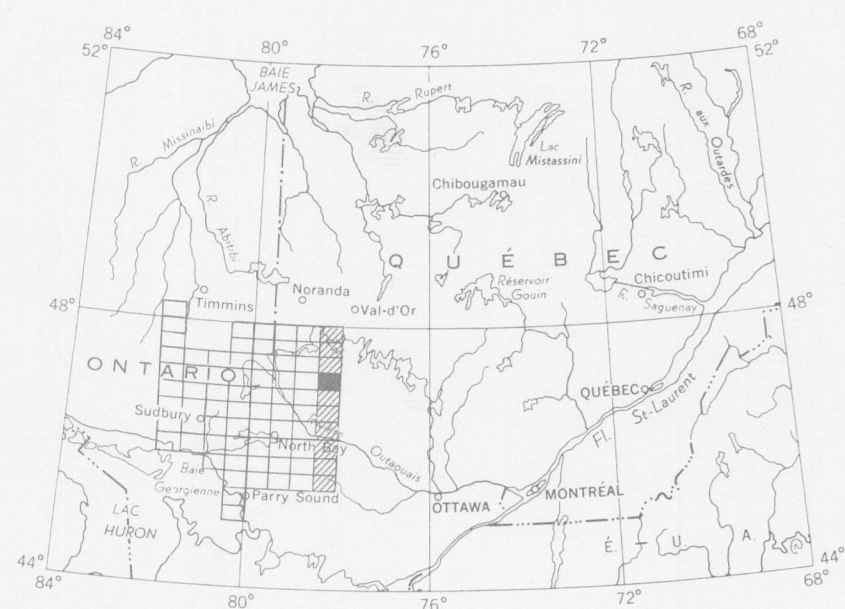 84°
80°
76°
72°
68°
52°
52°
BAIE
JAMES
R. Rupert
R. Missinaibi
Lac
Mistassini
R. aux Outardes
Chibougamau
R. Abitibi
QUÉBEC
Chicoutimi
Noranda
Réservoir
Gouin
R. Saguenay
Timmins
Val-d'Or
48°
48°
ONTARIO
QUÉBEC
Sudbury
Fl. St-Laurent
North Bay
Outaouais
Baie
Georgienne
Parry Sound
OTTAWA
MONTRÉAL
LAC
HURON
É.-U.A.
44°
44°
84°
80°
76°
72°
68°